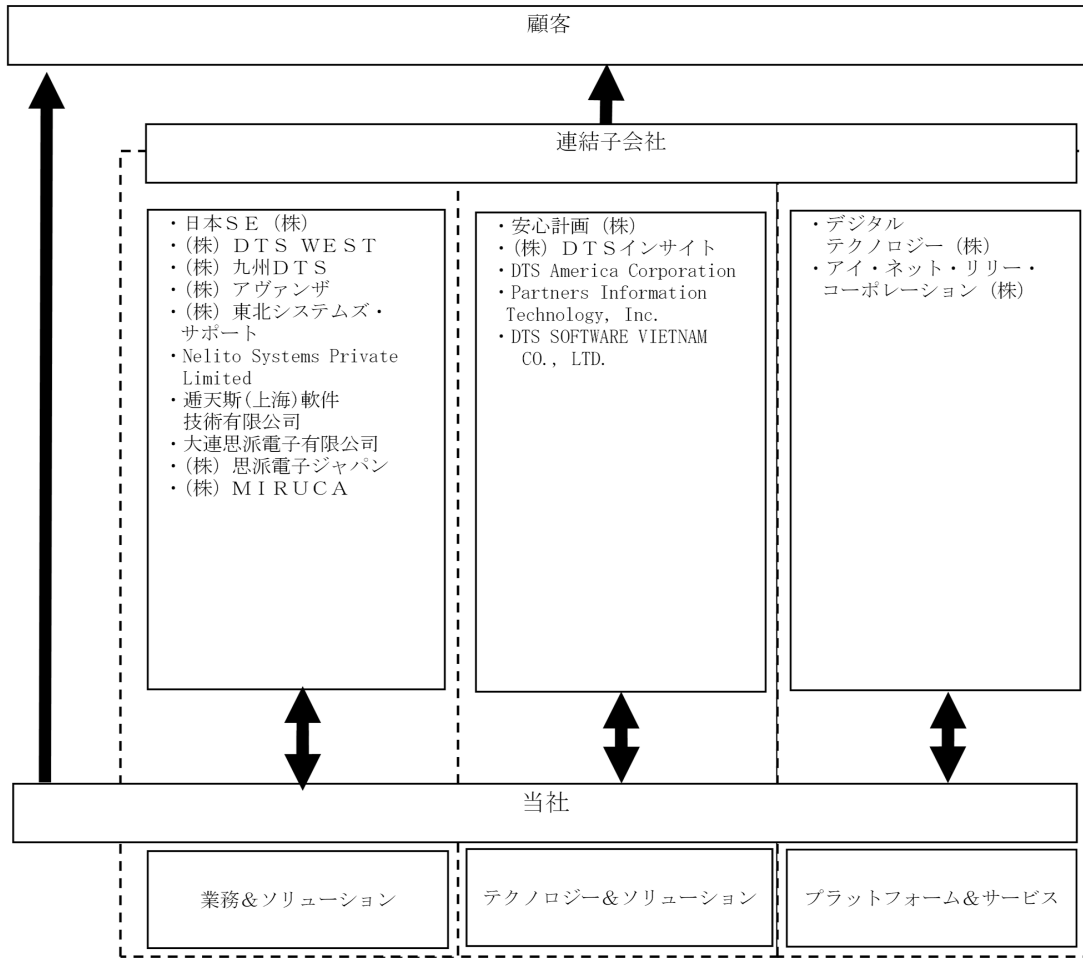 顧客
連結子会社
・日本ＳＥ（株）
・（株）ＤＴＳ ＷＥＳＴ
・（株）九州ＤＴＳ
・（株）アヴァンザ
・（株）東北システムズ・
サポート
・Nelito Systems Private
Limited
・逓天斯(上海)軟件
技術有限公司
・大連思派電子有限公司
・（株）思派電子ジャパン
・（株）ＭＩＲＵＣＡ
・安心計画（株）
・（株）ＤＴＳインサイト
・DTS America Corporation
・Partners Information
Technology, Inc.
・DTS SOFTWARE VIETNAM
CO., LTD.
・デジタル
テクノロジー（株）
・アイ・ネット・リリー・
コーポレーション（株）
当社
業務＆ソリューション
テクノロジー＆ソリューション
プラットフォーム＆サービス